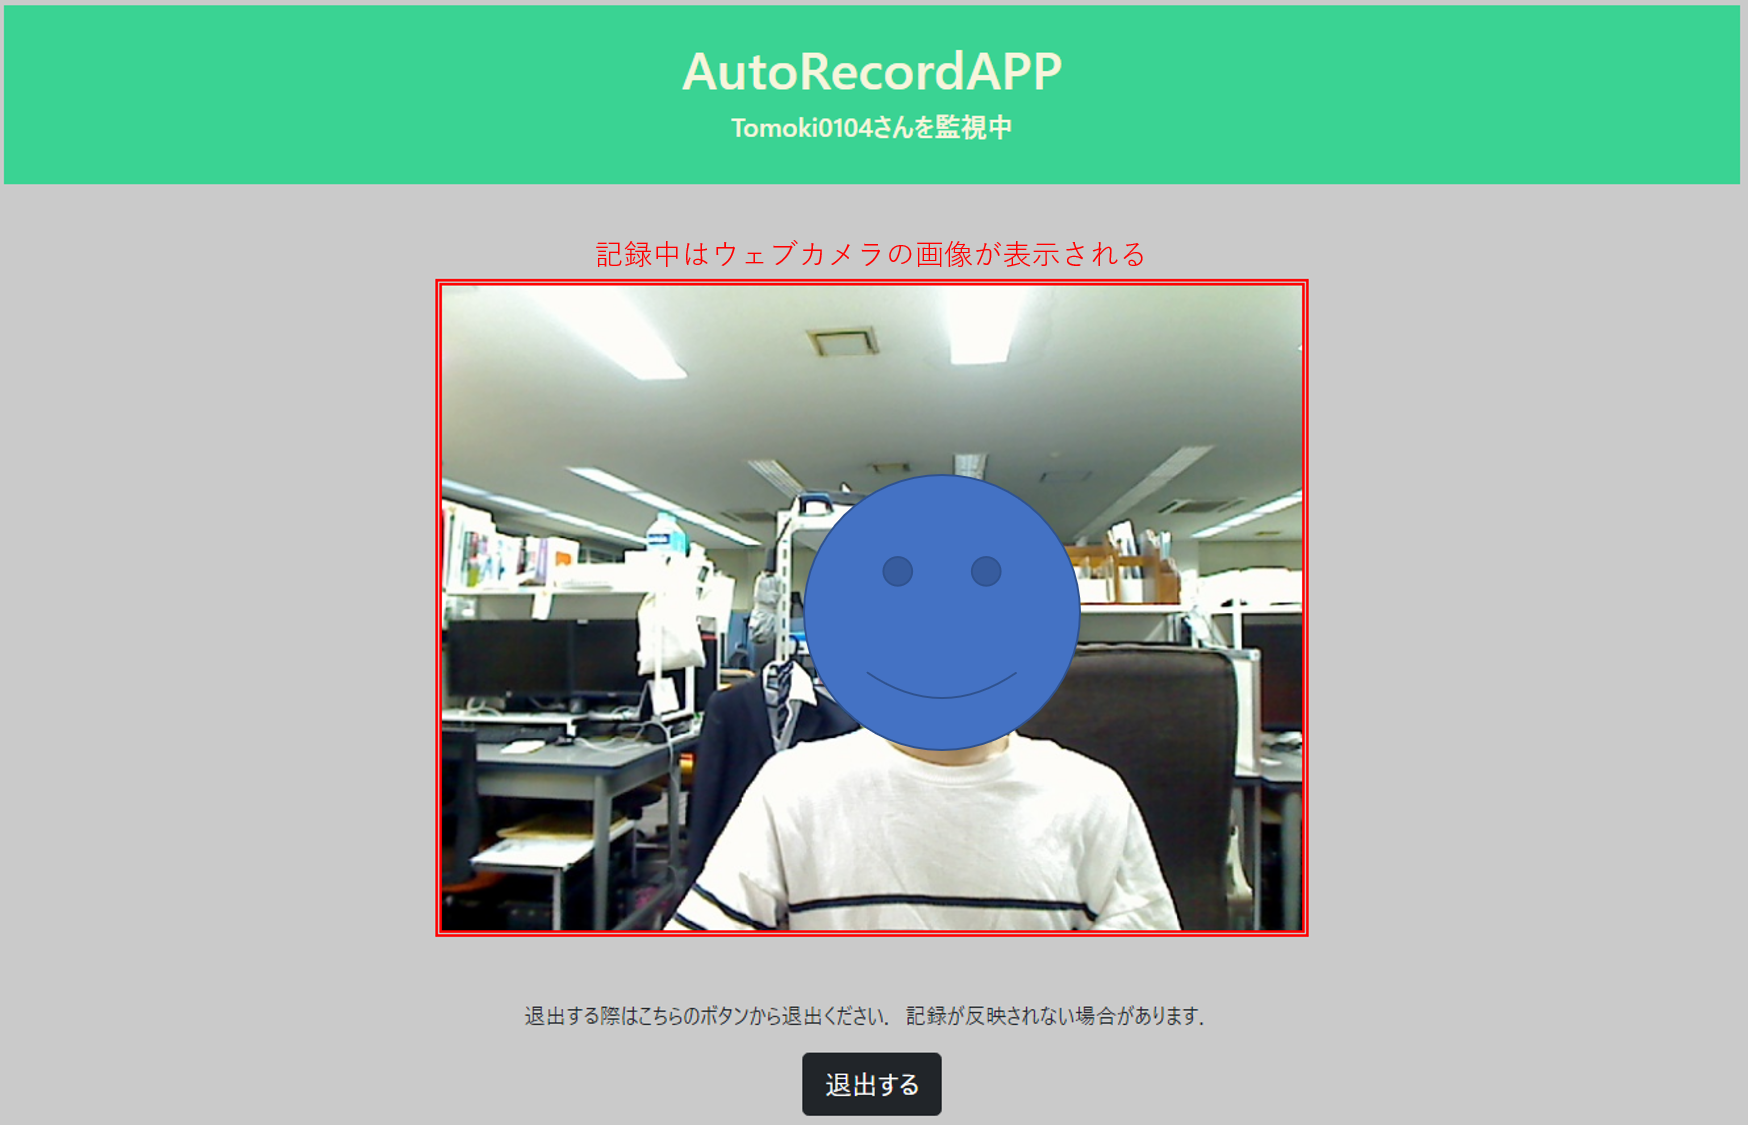 AutoRecordAPP
Tomoki0104さんを監視中
記録中はウェブカメラの画像が表示される
退出する際はこちらのボタンから退出ください．記録が反映されない場合があります．
退出する